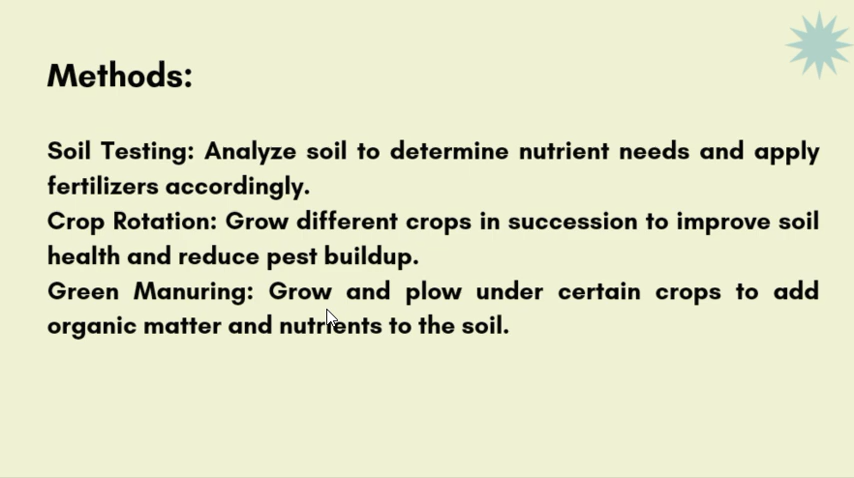 Methods:
Soil Testing: Analyze soil to determine nutrient needs and apply
fertilizers accordingly.
Crop Rotation: Grow different crops in succession to improve soil
health and reduce pest buildup.
Green Manuring: Grow and plow under certain crops to add
organic matter and nutrients to the soil.